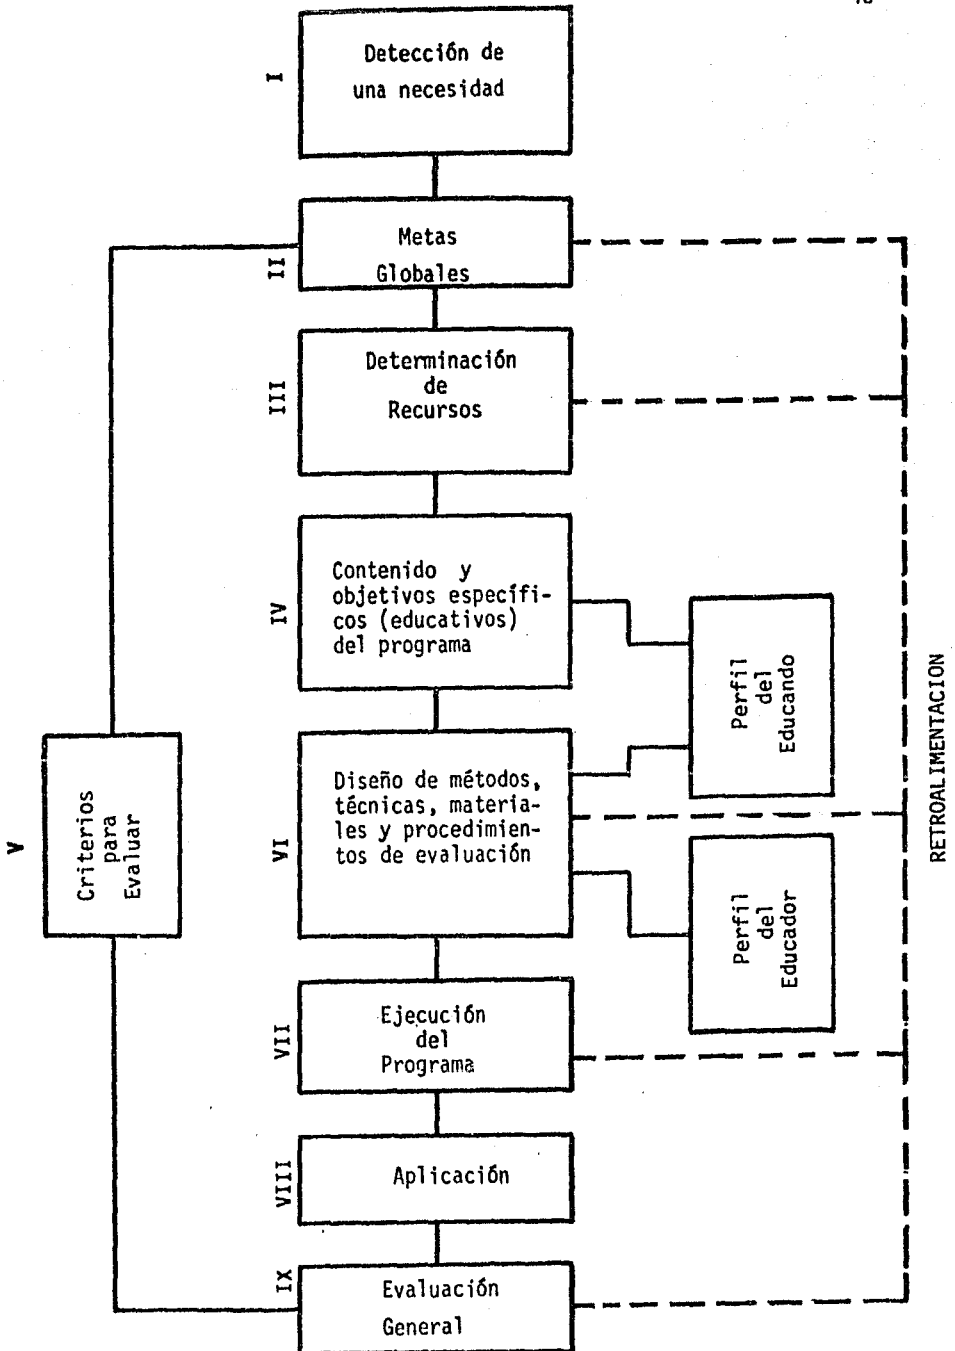 I
Detección de
una necesidad
II
Metas
Globales
III
Determinación
de
Recursos
IV
Contenido y
objetivos específi-
cos (educativos)
del programa
Perfil
del
Educando
V
Criterios
para
Evaluar
VI
Diseño de métodos,
técnicas, materia-
les y procedimien-
tos de evaluación
Perfil
del
Educador
RETROALIMENTACION
VII
Ejecución
del
Programa
VIII
Aplicación
IX
Evaluación
General